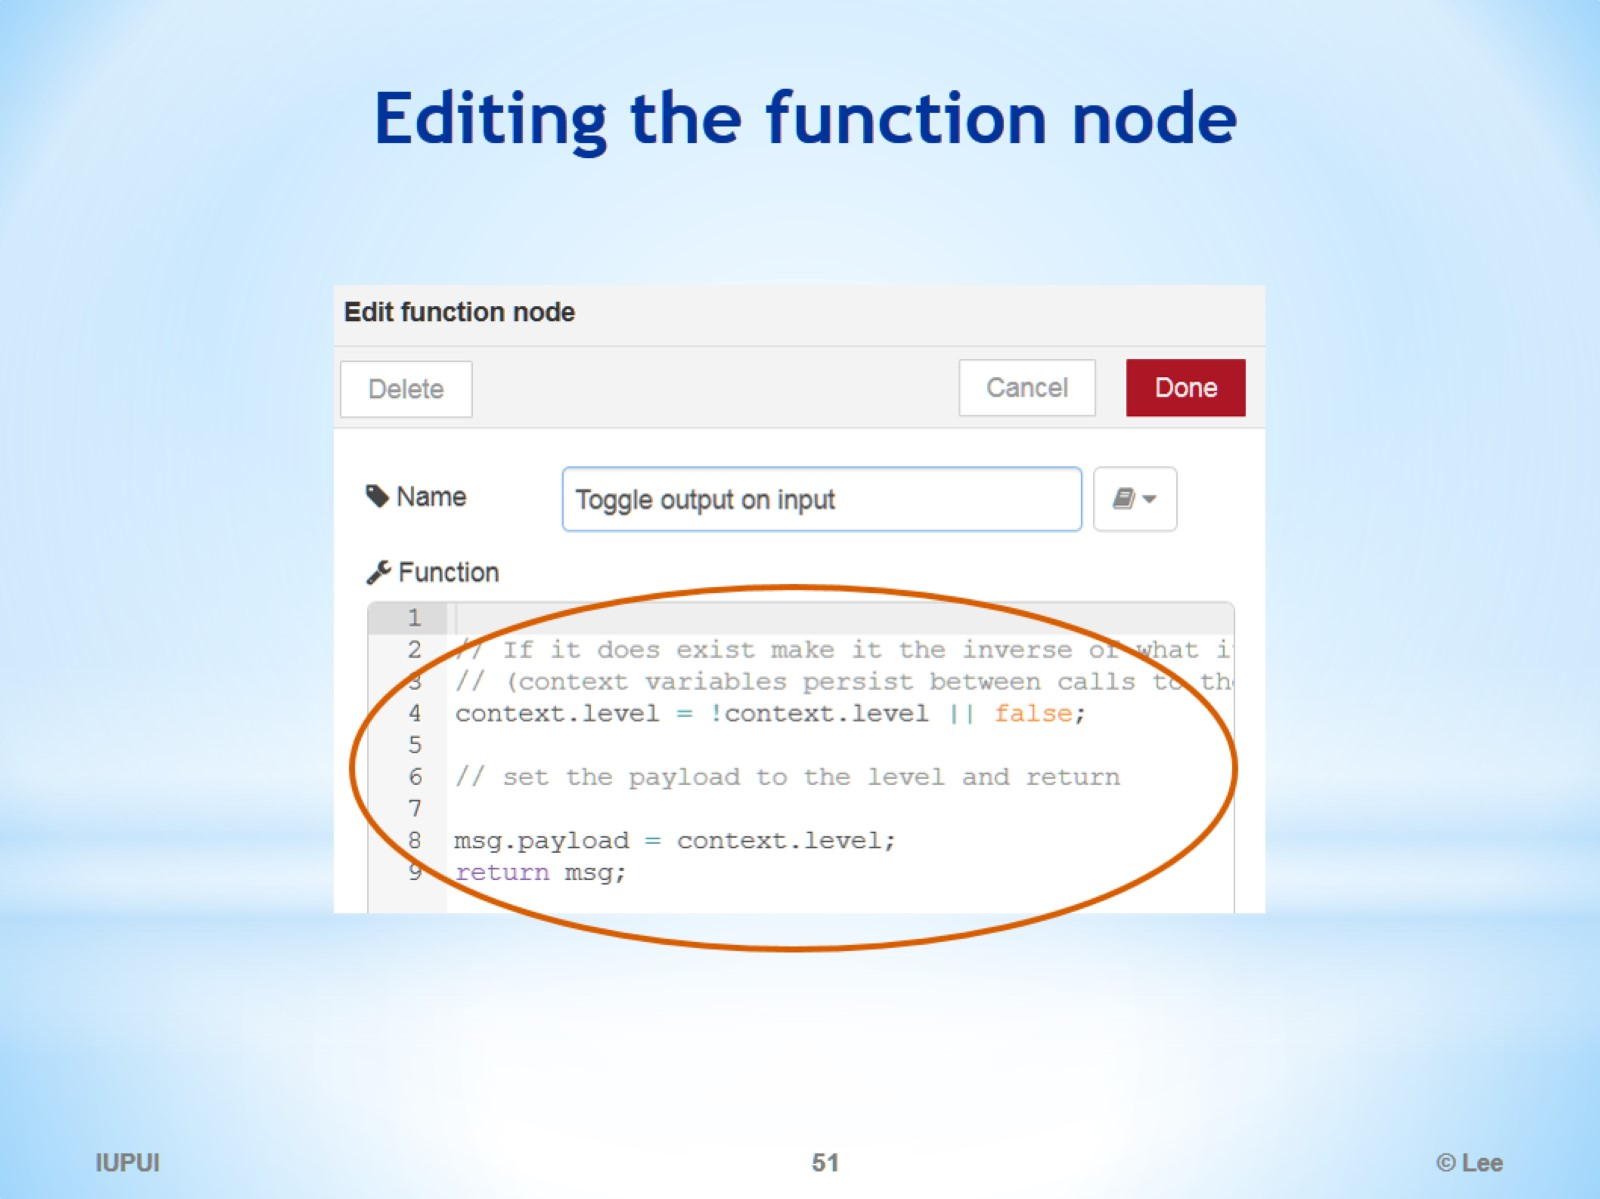 Editing the function node
Edit function node
Delete Cancel Done
Name Toggle output on input
Function
1
2 // If it does exist make it the inverse of what i
3 // (context variables persist between calls to th
4 context.level = !context.level || false;
5
6 // set the payload to the level and return
7
8 msg.payload = context.level;
9 return msg;
IUPUI 51 © Lee